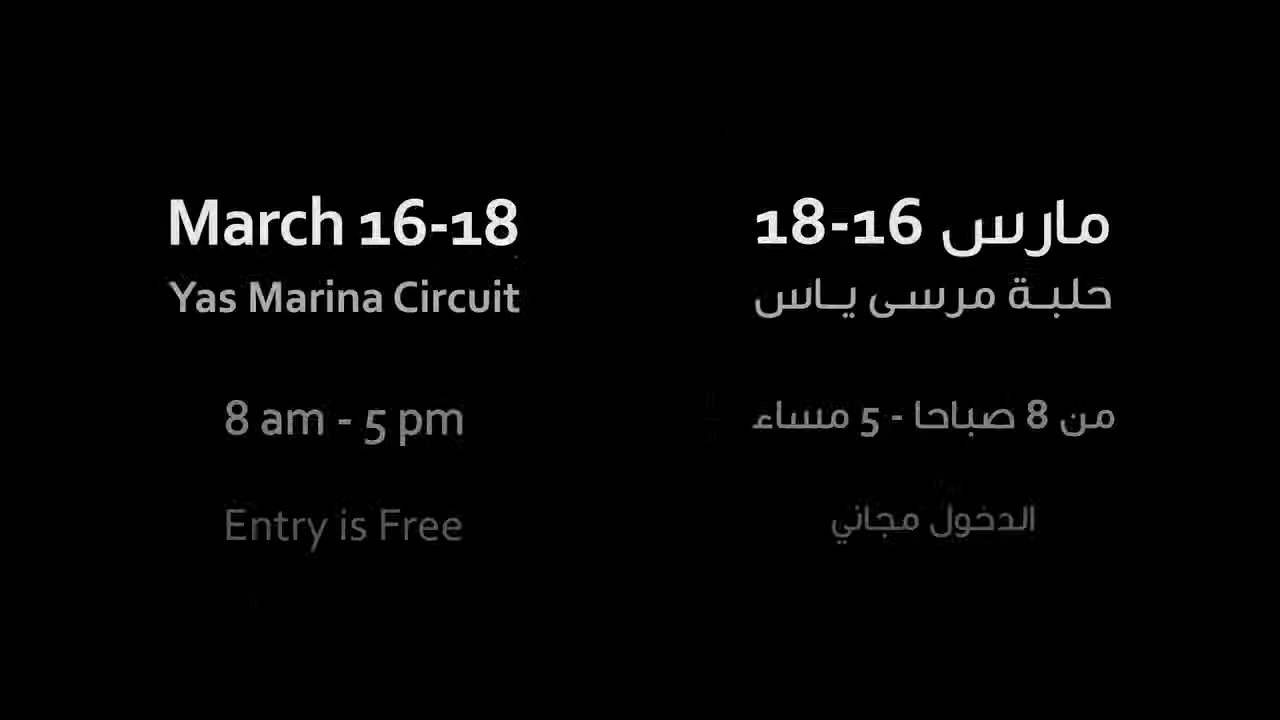 March 16-18
Yas Marina Circuit
8 am - 5 pm
Entry is Free
مارس 16-18
حلبة مرسى ياس
من 8 صباحا - 5 مساء
الدخول مجاني